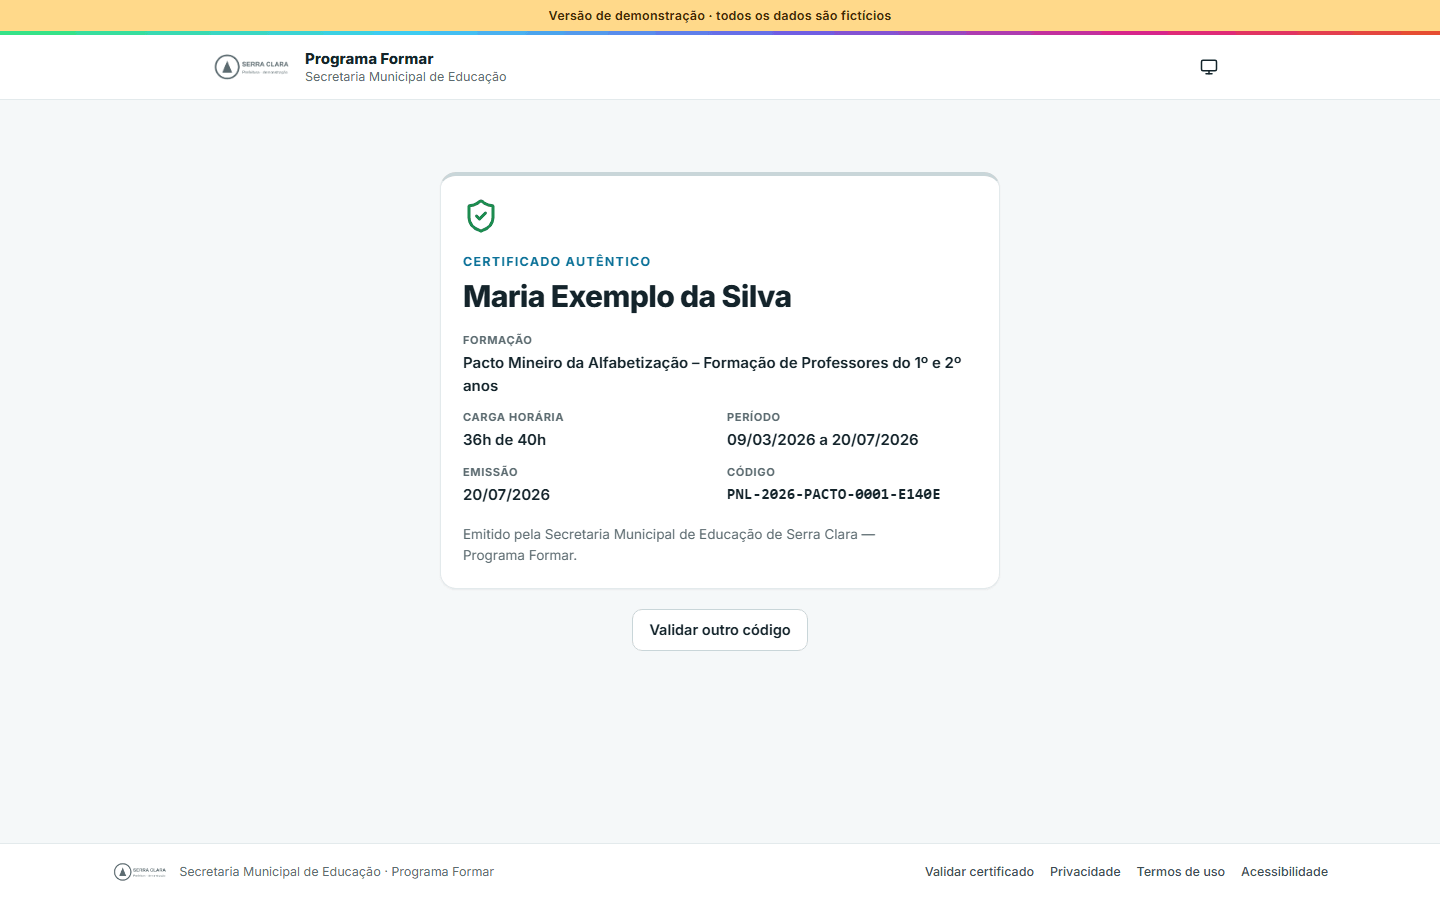 Versão de demonstração · todos os dados são fictícios
SERRA CLARA
Programa Formar
Secretaria Municipal de Educação
CERTIFICADO AUTÊNTICO
Maria Exemplo da Silva
FORMAÇÃO
Pacto Mineiro da Alfabetização – Formação de Professores do 1º e 2º
anos
CARGA HORÁRIA
36h de 40h
PERÍODO
09/03/2026 a 20/07/2026
EMISSÃO
20/07/2026
CÓDIGO
PNL-2026-PACTO-0001-E140E
Emitido pela Secretaria Municipal de Educação de Serra Clara —
Programa Formar.
Validar outro código
SERRA CLARA
Secretaria Municipal de Educação · Programa Formar
Validar certificado
Privacidade
Termos de uso
Acessibilidade